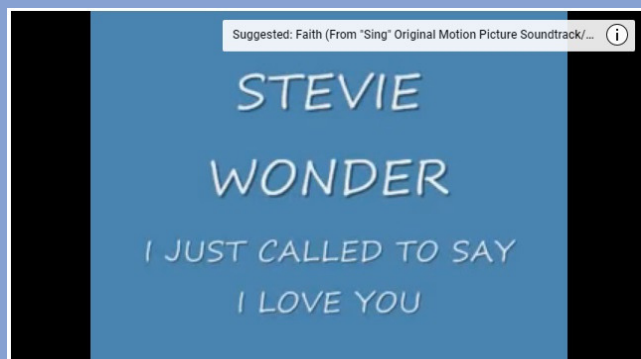 Suggested: Faith (From "Sing" Original Motion Picture Soundtrack/...
STEVIE
WONDER
I JUST CALLED TO SAY
I LOVE YOU